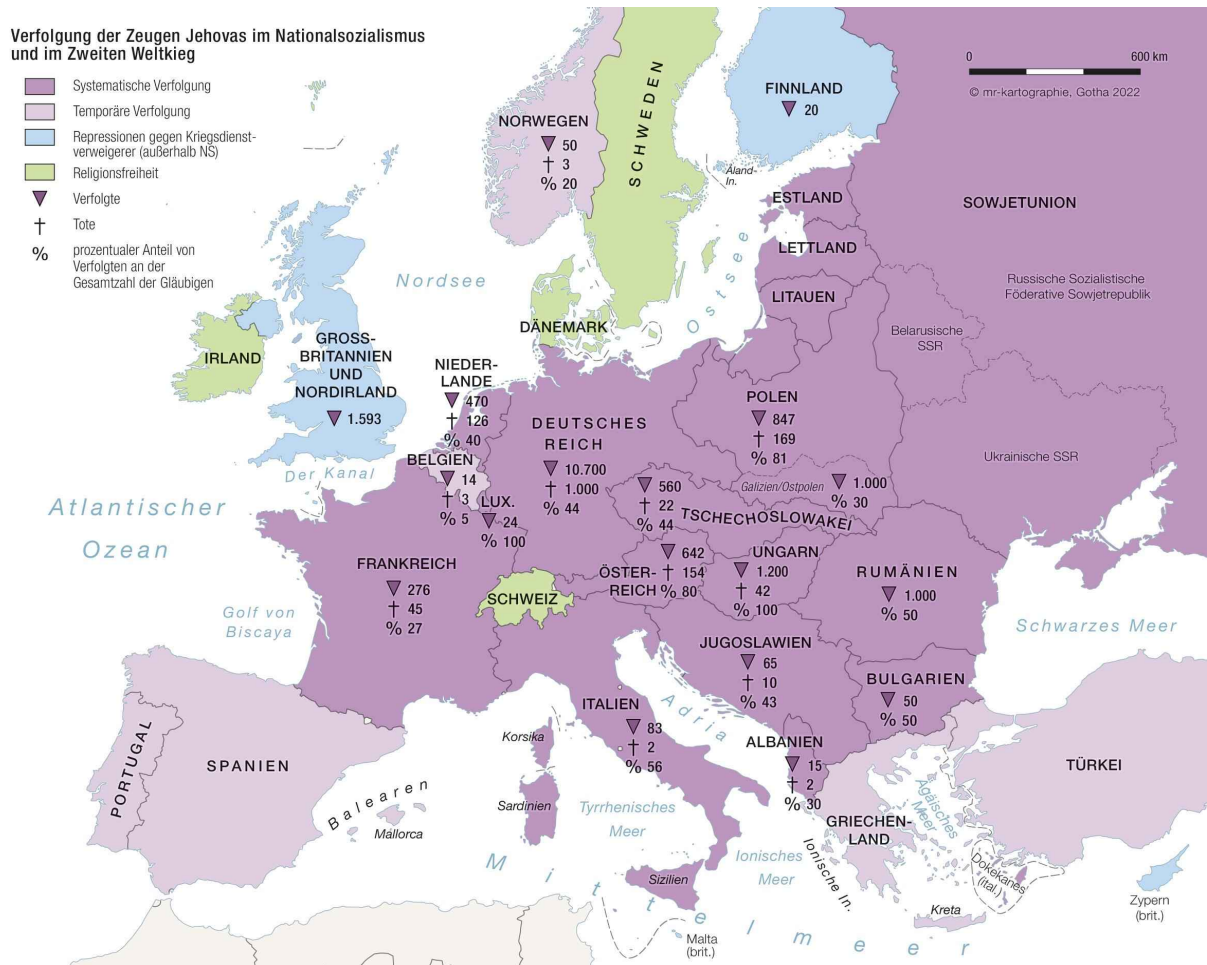 Verfolgung der Zeugen Jehovas im Nationalsozialismus
und im Zweiten Weltkieg
Systematische Verfolgung
Temporäre Verfolgung
Repressionen gegen Kriegsdienst-
verweigerer (außerhalb NS)
Religionsfreiheit
Verfolgte
† Tote
% prozentualer Anteil von
Verfolgten an der
Gesamtzahl der Gläubigen
0 600 km
© mr-kartographie, Gotha 2022
FINNLAND
20
NORWEGEN
50
† 3
% 20
SCHWEDEN
Åland-
In.
ESTLAND
LETTLAND
LITAUEN
SOWJETUNION
Russische Sozialistische
Föderative Sowjetrepublik
Belarusische
SSR
Ukrainische SSR
Nordsee
Ostsee
DÄNEMARK
IRLAND
GROSS-
BRITANNIEN
UND
NORDIRLAND
1.593
NIEDER-
LANDE
470
† 126
% 40
DEUTSCHES
REICH
10.700
† 1.000
% 44
POLEN
847
† 169
% 81
Galizien/Ostpolen
1.000
% 30
Der Kanal
BELGIEN
14
† 3
% 5
LUX.
24
% 100
560
† 22
% 44
TSCHECHOSLOWAKEI
Atlantischer
Ozean
FRANKREICH
276
† 45
% 27
SCHWEIZ
ÖSTER-
REICH
642
† 154
% 80
UNGARN
1.200
† 42
% 100
RUMÄNIEN
1.000
% 50
Golf von
Biscaya
Schwarzes Meer
JUGOSLAWIEN
65
† 10
% 43
BULGARIEN
50
% 50
Adria
ITALIEN
83
† 2
% 56
Korsika
Sardinien
ALBANIEN
15
† 2
% 30
PORTUGAL
SPANIEN
Balearen
Mallorca
Tyrrhenisches
Meer
TÜRKEI
GRIECHEN-
LAND
Ägäisches
Meer
Ionisches
Meer
Ionische In.
Sizilien
Mittelmeer
Malta
(brit.)
Kreta
Dokekanes
(ital.)
Zypern
(brit.)